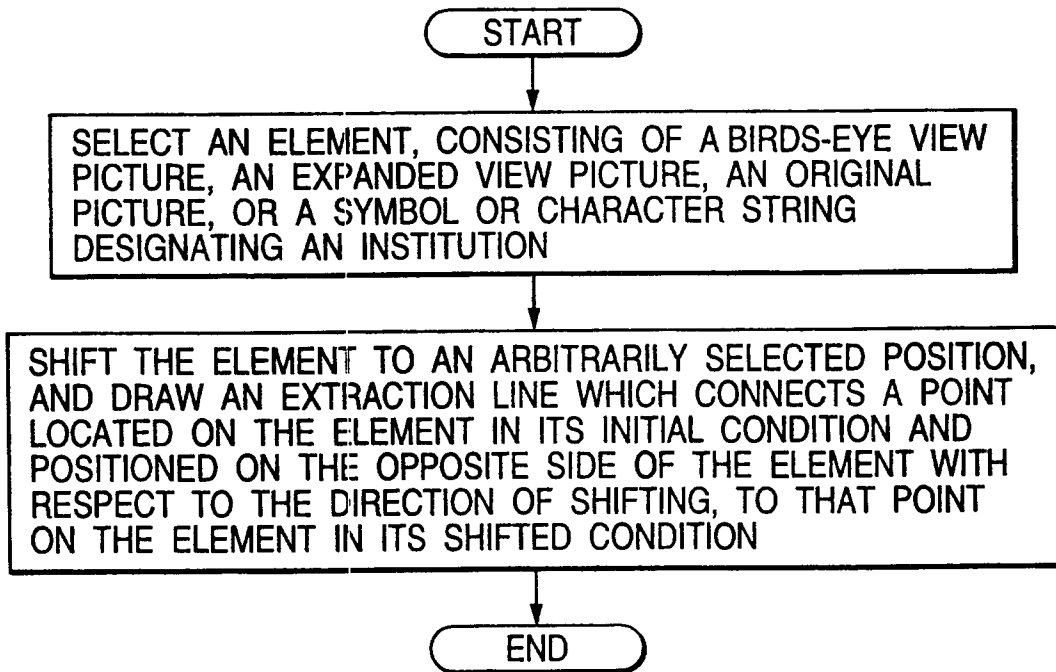 START
SELECT AN ELEMENT, CONSISTING OF A BIRDS-EYE VIEW
PICTURE, AN EXPANDED VIEW PICTURE, AN ORIGINAL
PICTURE, OR A SYMBOL OR CHARACTER STRING
DESIGNATING AN INSTITUTION
SHIFT THE ELEMENT TO AN ARBITRARILY SELECTED POSITION,
AND DRAW AN EXTRACTION LINE WHICH CONNECTS A POINT
LOCATED ON THE ELEMENT IN ITS INITIAL CONDITION AND
POSITIONED ON THE OPPOSITE SIDE OF THE ELEMENT WITH
RESPECT TO THE DIRECTION OF SHIFTING, TO THAT POINT
ON THE ELEMENT IN ITS SHIFTED CONDITION
END